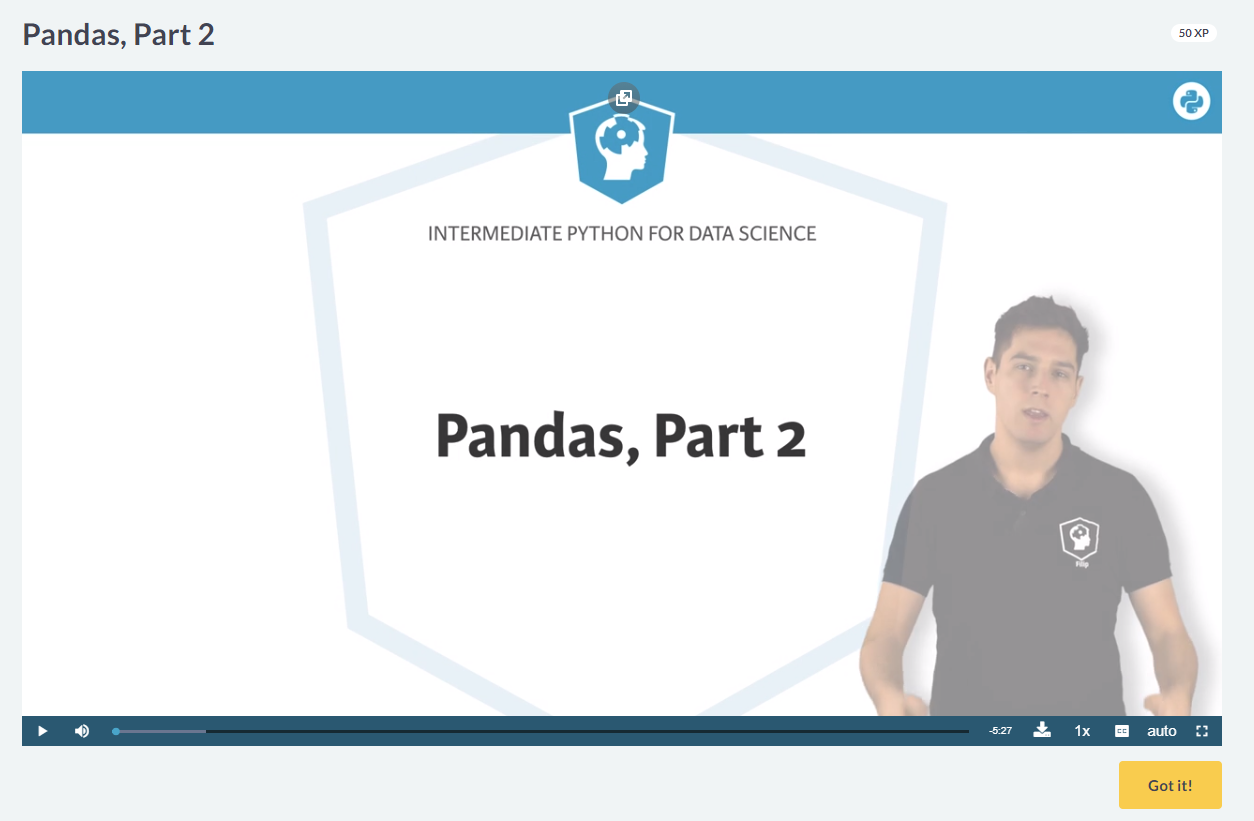 Pandas, Part 2
50 XP
INTERMEDIATE PYTHON FOR DATA SCIENCE
Pandas, Part 2
Filip
-5:27
1x
CC
auto
Got it!